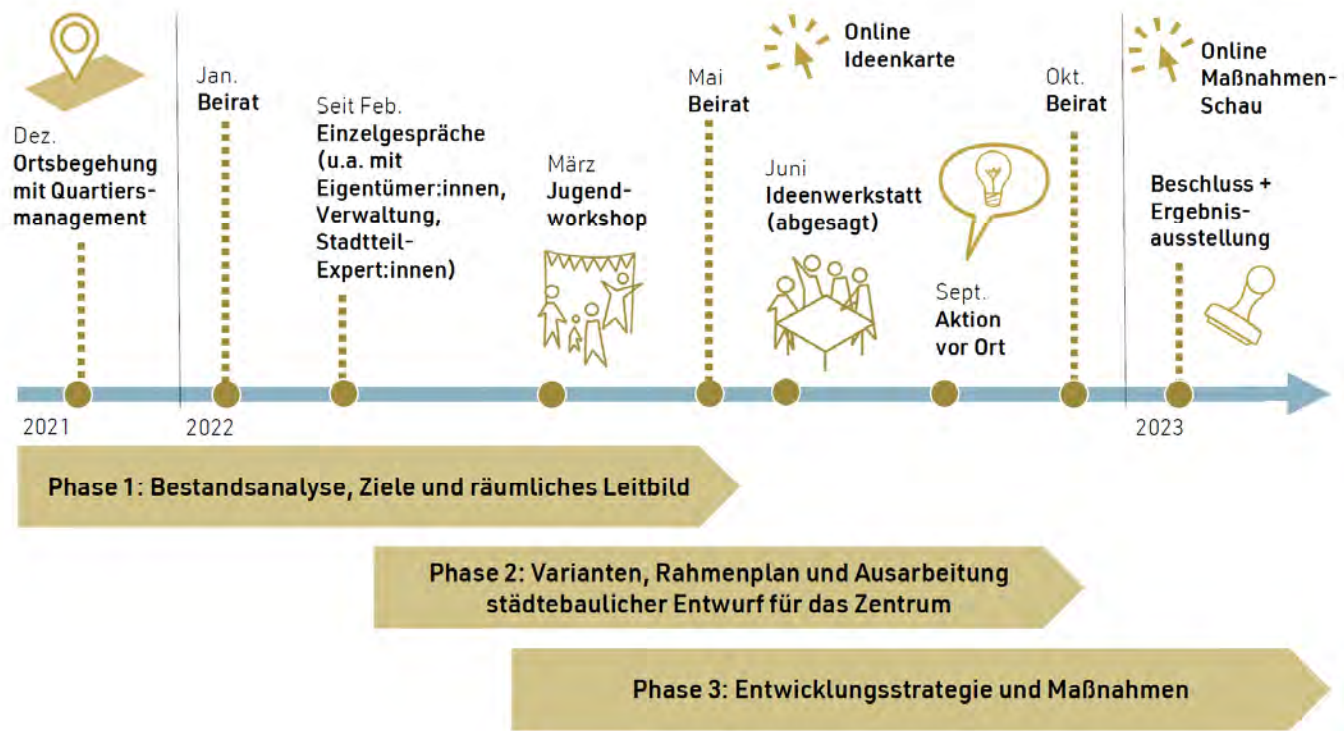 Dez.
Ortsbegehung
mit Quartiers-
management
Jan.
Beirat
Seit Feb.
Einzelgespräche
(u.a. mit
Eigentümer:innen,
Verwaltung,
Stadtteil-
Expert:innen)
März
Jugend-
workshop
Mai
Beirat
Online
Ideenkarte
Juni
Ideenwerkstatt
(abgesagt)
Sept.
Aktion
vor Ort
Okt.
Beirat
Online
Maßnahmen-
Schau
Beschluss +
Ergebnis-
ausstellung
2021
2022
2023
Phase 1: Bestandsanalyse, Ziele und räumliches Leitbild
Phase 2: Varianten, Rahmenplan und Ausarbeitung
städtebaulicher Entwurf für das Zentrum
Phase 3: Entwicklungsstrategie und Maßnahmen